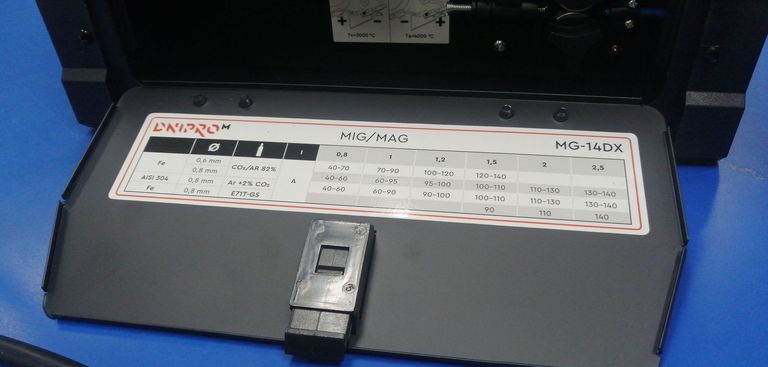 + - + -
T≈3000 °C T≈4000 °C
DNIPRO M MIG/MAG MG-14DX
Ø I 0,8 1 1,2 1,5 2 2,5
Fe 0,6 mm CO₂/AR 82% A 40-70 70-90 100-120 120-140
0,8 mm 40-60 60-95 95-100 100-110 110-130 130-140
AISI 304 0,8 mm Ar +2% CO₂ 40-60 60-90 90-100 100-110 110-130 130-140
Fe 0,8 mm E71T-GS 90 110 140